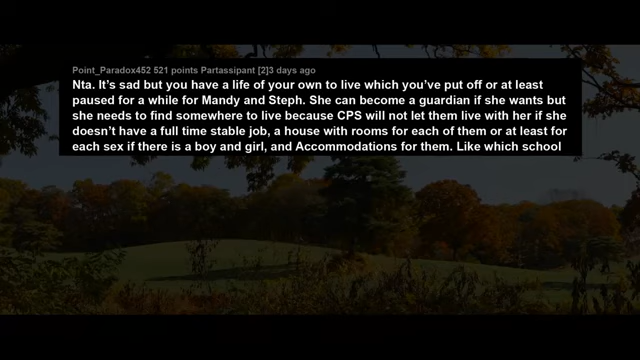 Point_Paradox452 521 points Partassipant [2]3 days ago
Nta. It's sad but you have a life of your own to live which you've put off or at least
paused for a while for Mandy and Steph. She can become a guardian if she wants but
she needs to find somewhere to live because CPS will not let them live with her if she
doesn't have a full time stable job, a house with rooms for each of them or at least for
each sex if there is a boy and girl, and Accommodations for them. Like which school